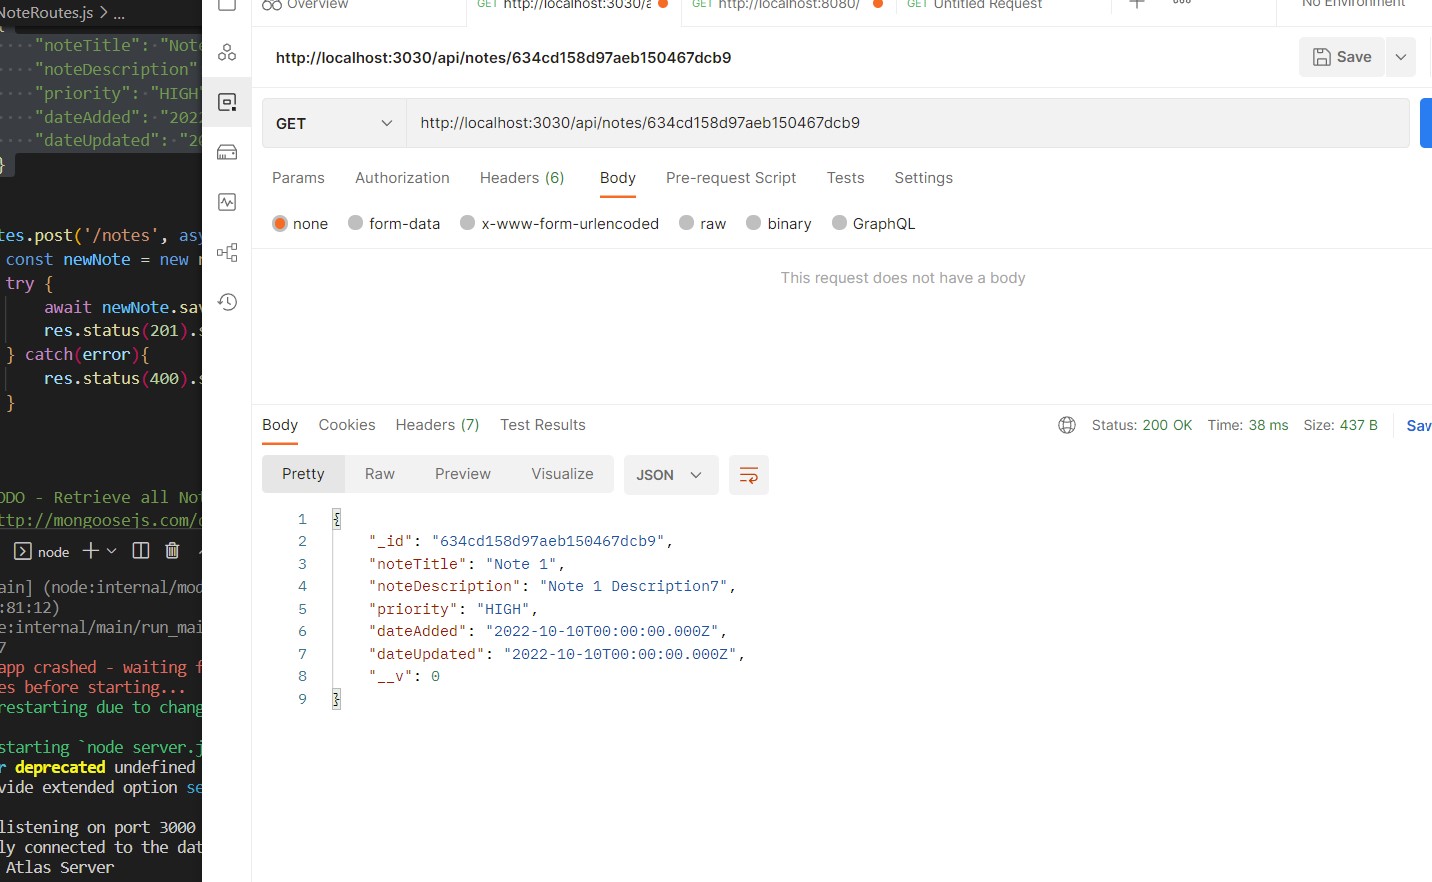 NoteRoutes.js > ...
{
"noteTitle": "Note
"noteDescription"
"priority": "HIGH"
"dateAdded": "202
"dateUpdated": "20
}
tes.post('/notes', asy
const newNote = new
try {
await newNote.sav
res.status(201).s
} catch(error){
res.status(400).s
}
ODO - Retrieve all Not
ttp://mongoosejs.com/
node
ain] (node:internal/mod
:81:12)
e:internal/main/run_mai
7
app crashed - waiting f
es before starting...
restarting due to chang
starting `node server.j
r deprecated undefined
vide extended option se
listening on port 3000
ly connected to the dat
Atlas Server
Overview
GET http://localhost:3030/a
GET http://localhost:8080/
GET Untitled Request
No Environment
http://localhost:3030/api/notes/634cd158d97aeb150467dcb9
Save
GET
http://localhost:3030/api/notes/634cd158d97aeb150467dcb9
Params Authorization Headers (6) Body Pre-request Script Tests Settings
none form-data x-www-form-urlencoded raw binary GraphQL
This request does not have a body
Body Cookies Headers (7) Test Results Status: 200 OK Time: 38 ms Size: 437 B Sav
Pretty Raw Preview Visualize JSON
1 {
2 "_id": "634cd158d97aeb150467dcb9",
3 "noteTitle": "Note 1",
4 "noteDescription": "Note 1 Description7",
5 "priority": "HIGH",
6 "dateAdded": "2022-10-10T00:00:00.000Z",
7 "dateUpdated": "2022-10-10T00:00:00.000Z",
8 "__v": 0
9 }